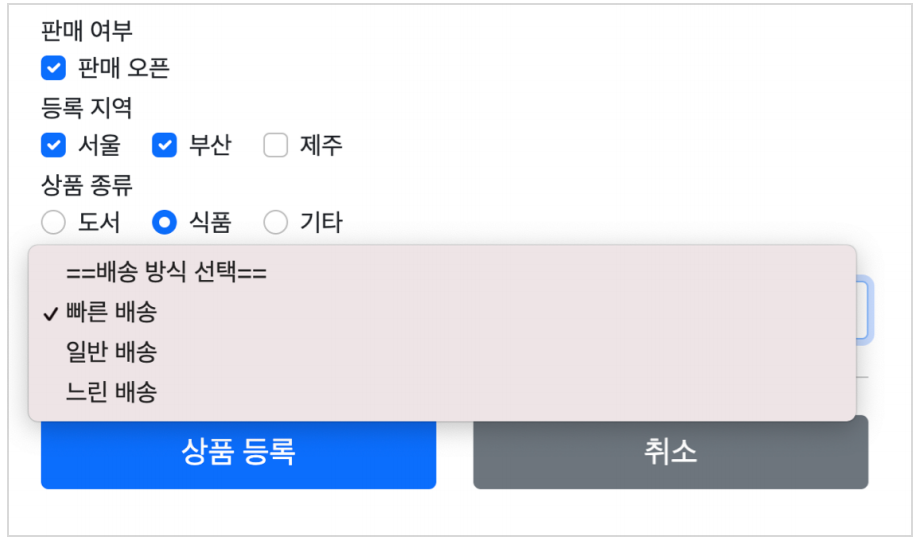 판매 여부
판매 오픈
등록 지역
서울 부산 제주
상품 종류
도서 식품 기타
==배송 방식 선택==
빠른 배송
일반 배송
느린 배송
상품 등록 취소